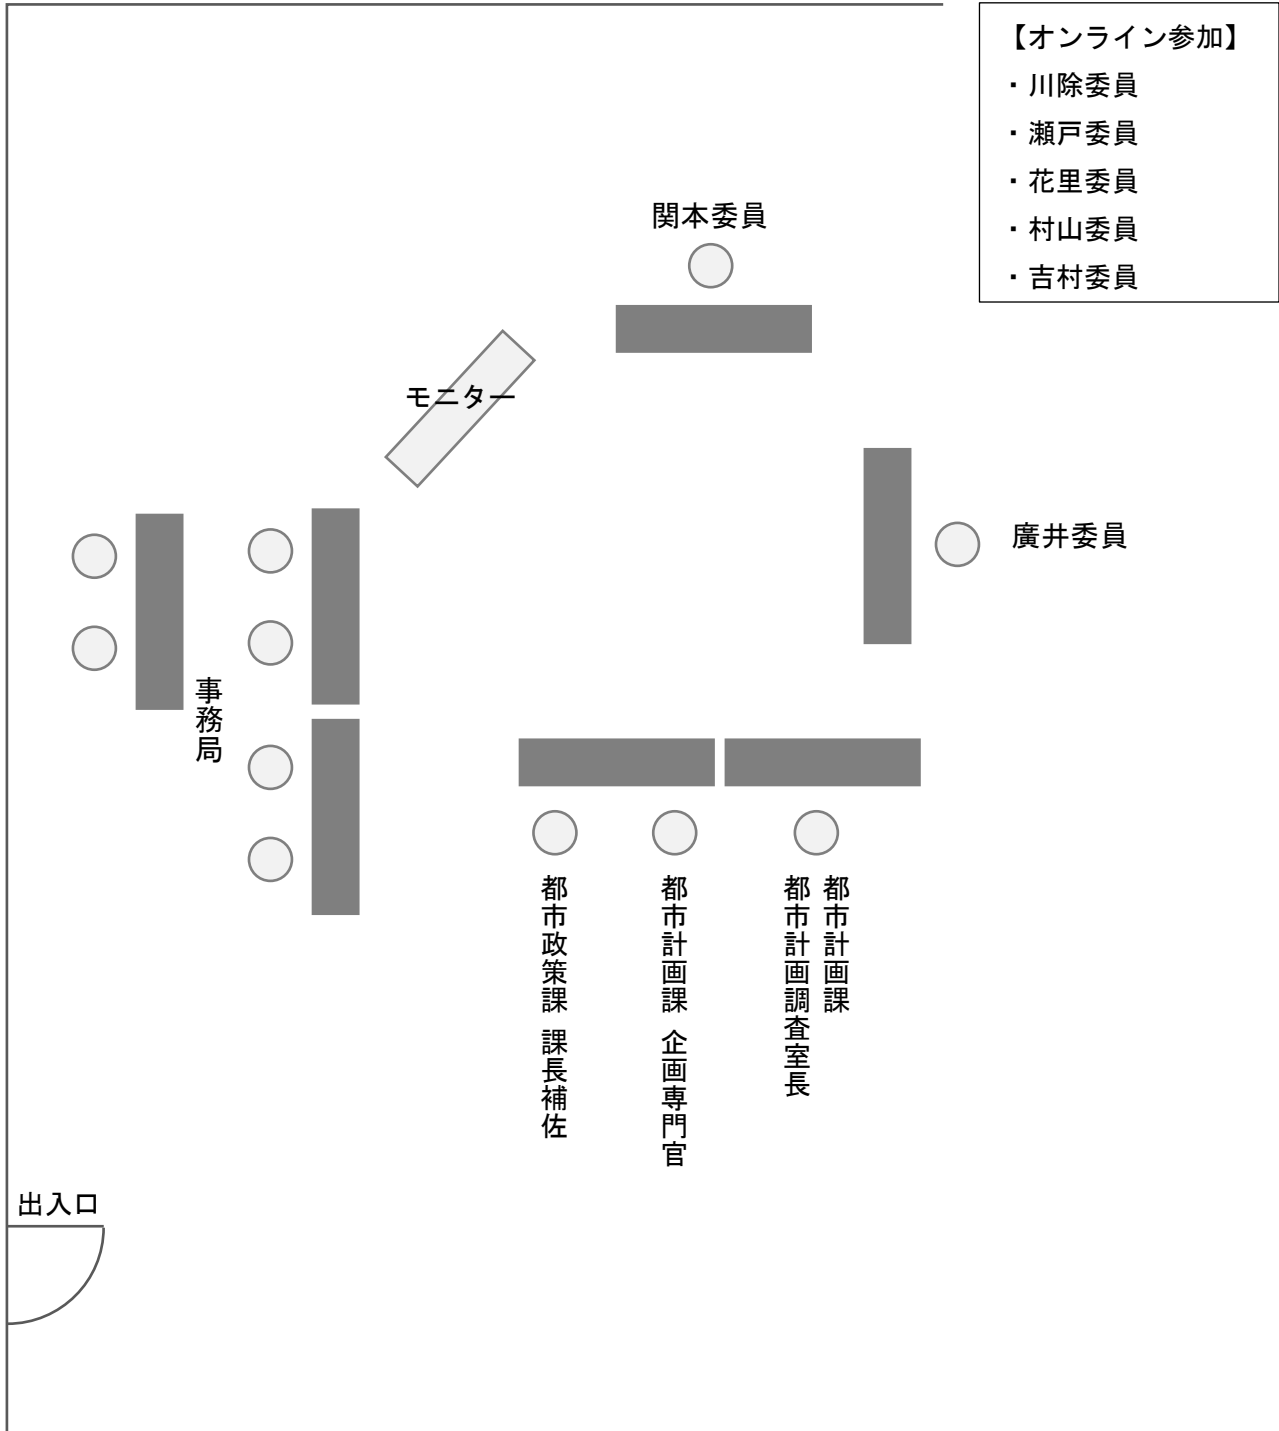 【オンライン参加】
・川除委員
・瀬戸委員
・花里委員
・村山委員
・吉村委員
関本委員
モニター
廣井委員
事務局
都市政策課 課長補佐
都市計画課 企画専門官
都市計画課
都市計画調査室長
出入口